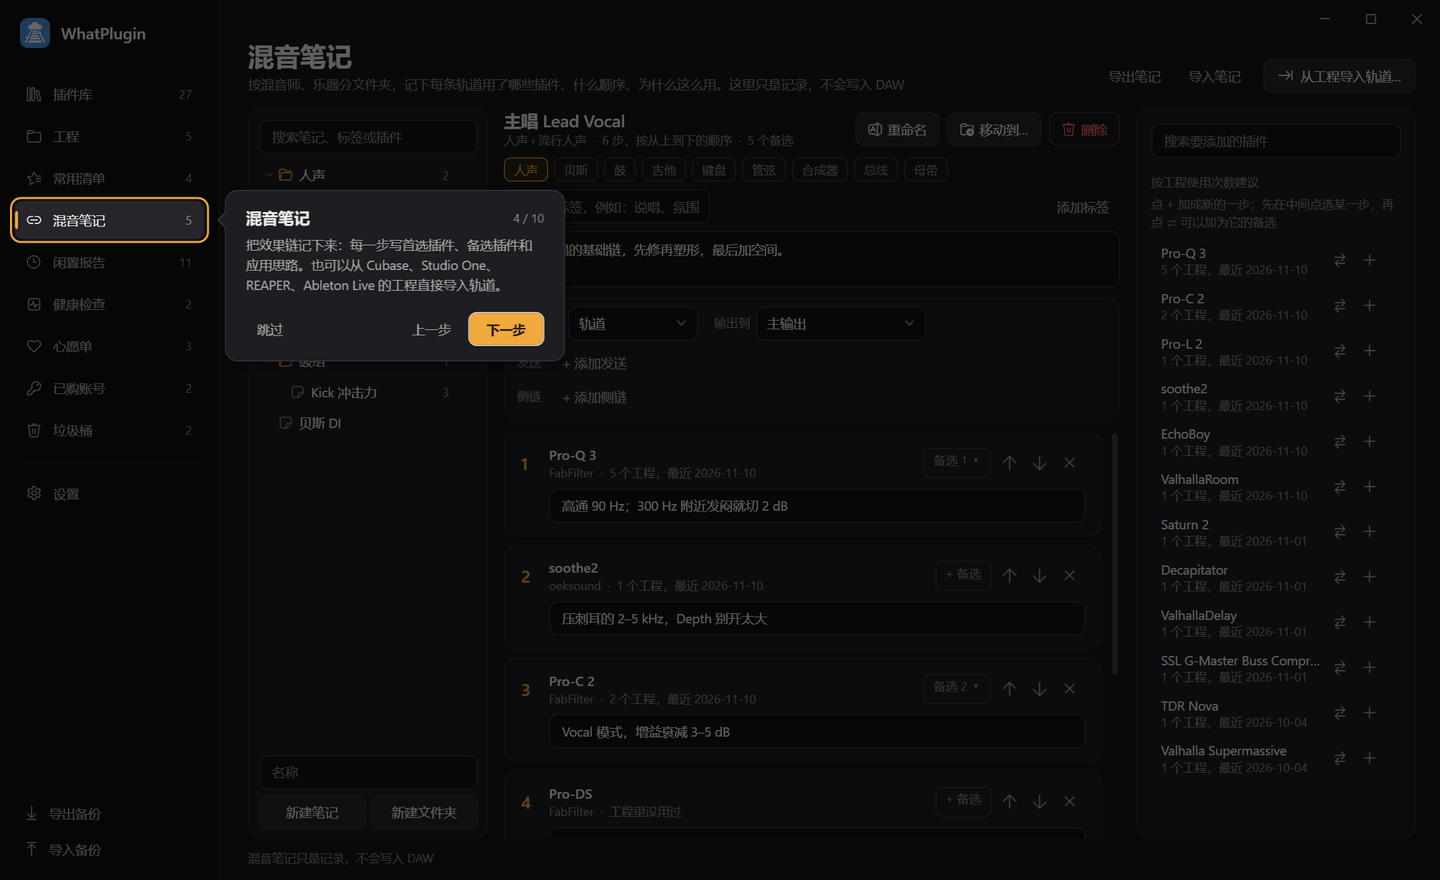 WhatPlugin
插件库 27
工程 5
常用清单 4
混音笔记 5
闲置报告 11
健康检查 2
心愿单 3
已购账号 2
垃圾桶 2
设置
导出备份
导入备份
混音笔记
按混音师、乐器分文件夹，记下每条轨道用了哪些插件、什么顺序、为什么这么用。这里只是记录，不会写入 DAW
导出笔记
导入笔记
从工程导入轨道...
搜索笔记、标签或插件
人声 2
混音笔记 4 / 10
把效果链记下来：每一步写首选插件、备选插件和
应用思路。也可以从 Cubase、Studio One、
REAPER、Ableton Live 的工程直接导入轨道。
跳过
上一步
下一步
Kick 冲击力 3
贝斯 DI
名称
新建笔记
新建文件夹
混音笔记只是记录，不会写入 DAW
主唱 Lead Vocal
人声 › 流行人声 · 6 步，按从上到下的顺序 · 5 个备选
重命名
移动到...
删除
人声
贝斯
鼓
吉他
键盘
管弦
合成器
总线
母带
标签，例如：说唱、氛围
添加标签
的基础链，先修再塑形，最后加空间。
轨道
输出到
主输出
发送
+ 添加发送
侧链
+ 添加侧链
1
Pro-Q 3
FabFilter · 5 个工程，最近 2026-11-10
备选 1
高通 90 Hz；300 Hz 附近发闷就切 2 dB
2
soothe2
oeksound · 1 个工程，最近 2026-11-10
+ 备选
压刺耳的 2–5 kHz，Depth 别开太大
3
Pro-C 2
FabFilter · 2 个工程，最近 2026-11-10
备选 2
Vocal 模式，增益衰减 3–5 dB
4
Pro-DS
FabFilter · 工程里没用过
+ 备选
搜索要添加的插件
按工程使用次数建议
点 + 加成新的一步；先在中间点选某一步，再
点 ⇄ 可以加为它的备选
Pro-Q 3
5 个工程，最近 2026-11-10
Pro-C 2
2 个工程，最近 2026-11-10
Pro-L 2
1 个工程，最近 2026-11-10
soothe2
1 个工程，最近 2026-11-10
EchoBoy
1 个工程，最近 2026-11-10
ValhallaRoom
1 个工程，最近 2026-11-10
Saturn 2
1 个工程，最近 2026-11-01
Decapitator
1 个工程，最近 2026-11-01
ValhallaDelay
1 个工程，最近 2026-11-01
SSL G-Master Buss Compr...
1 个工程，最近 2026-11-01
TDR Nova
1 个工程，最近 2026-10-04
Valhalla Supermassive
1 个工程，最近 2026-10-04